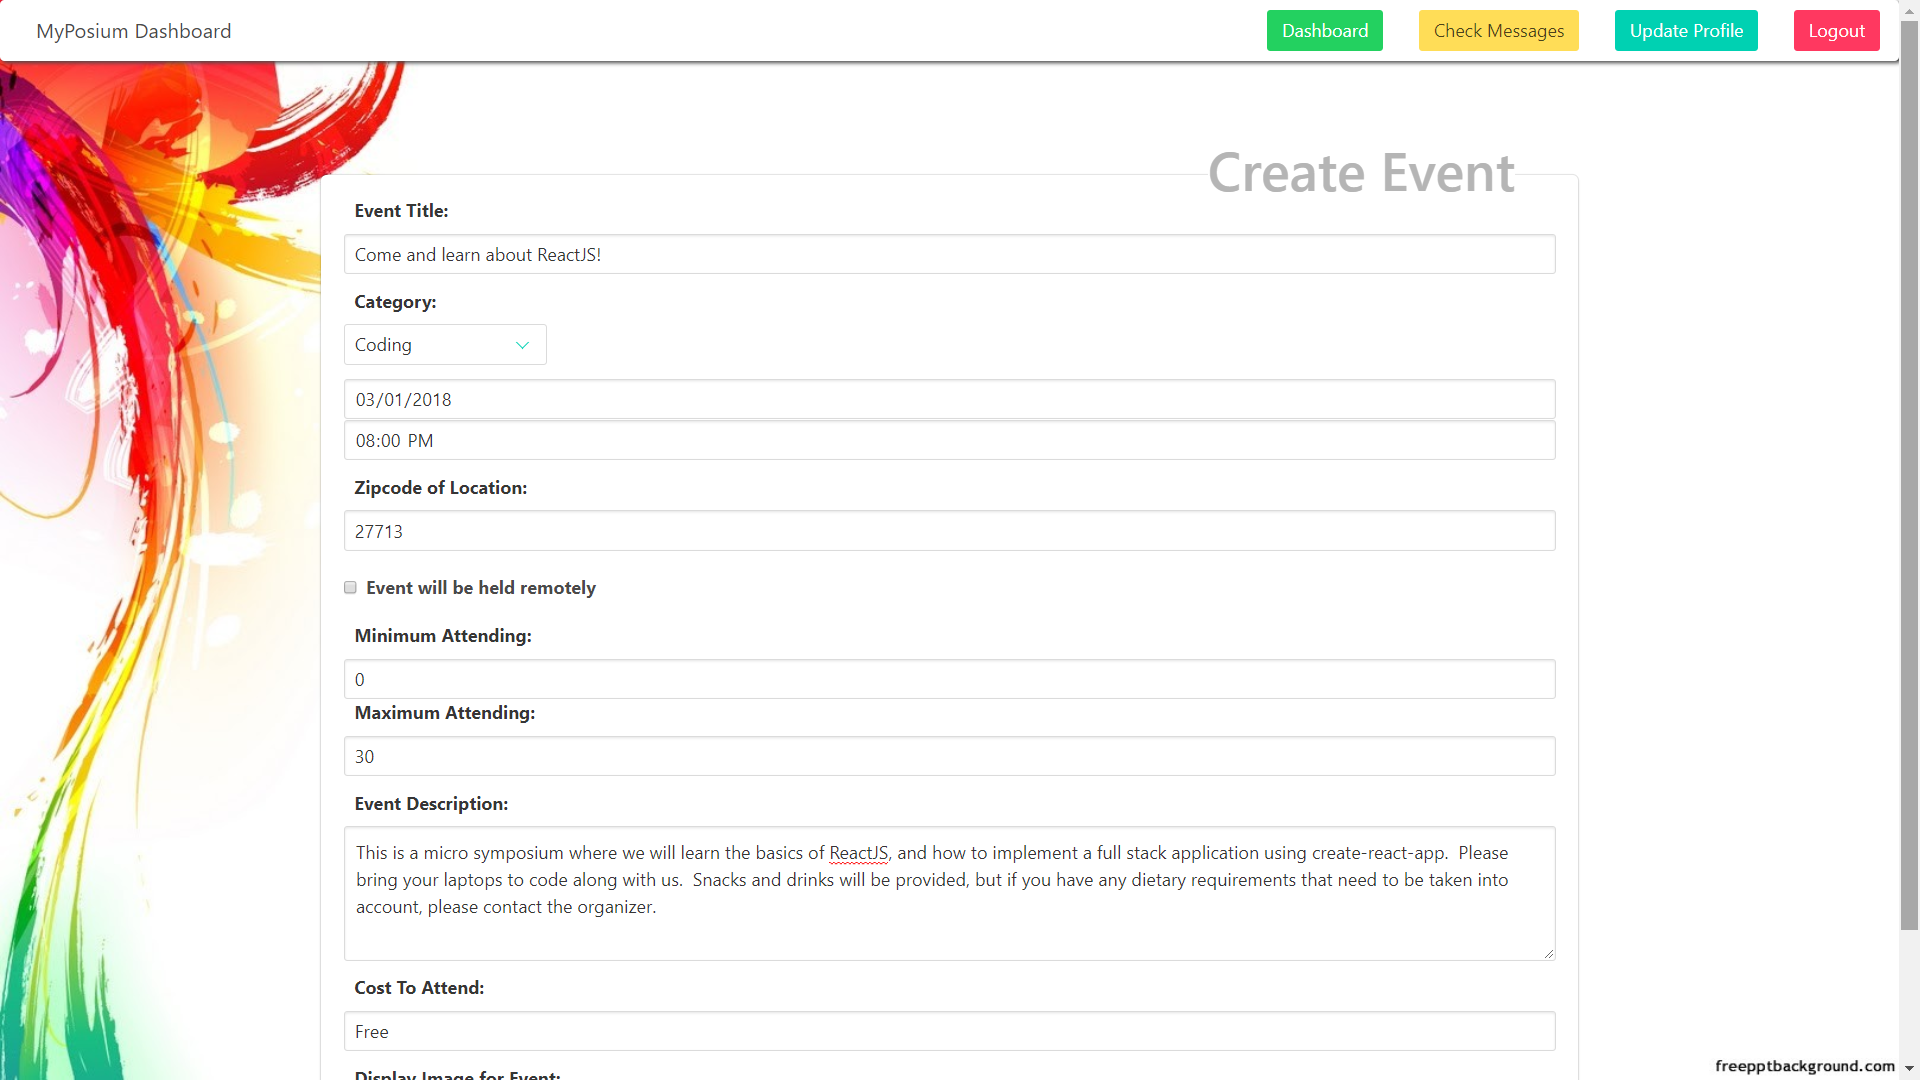 MyPosium Dashboard
Dashboard
Check Messages
Update Profile
Logout
Create Event
Event Title:
Come and learn about ReactJS!
Category:
Coding
03/01/2018
08:00 PM
Zipcode of Location:
27713
Event will be held remotely
Minimum Attending:
0
Maximum Attending:
30
Event Description:
This is a micro symposium where we will learn the basics of ReactJS, and how to implement a full stack application using create-react-app.  Please
bring your laptops to code along with us.  Snacks and drinks will be provided, but if you have any dietary requirements that need to be taken into
account, please contact the organizer.
Cost To Attend:
Free
Display Image for Event:
freepptbackground.com